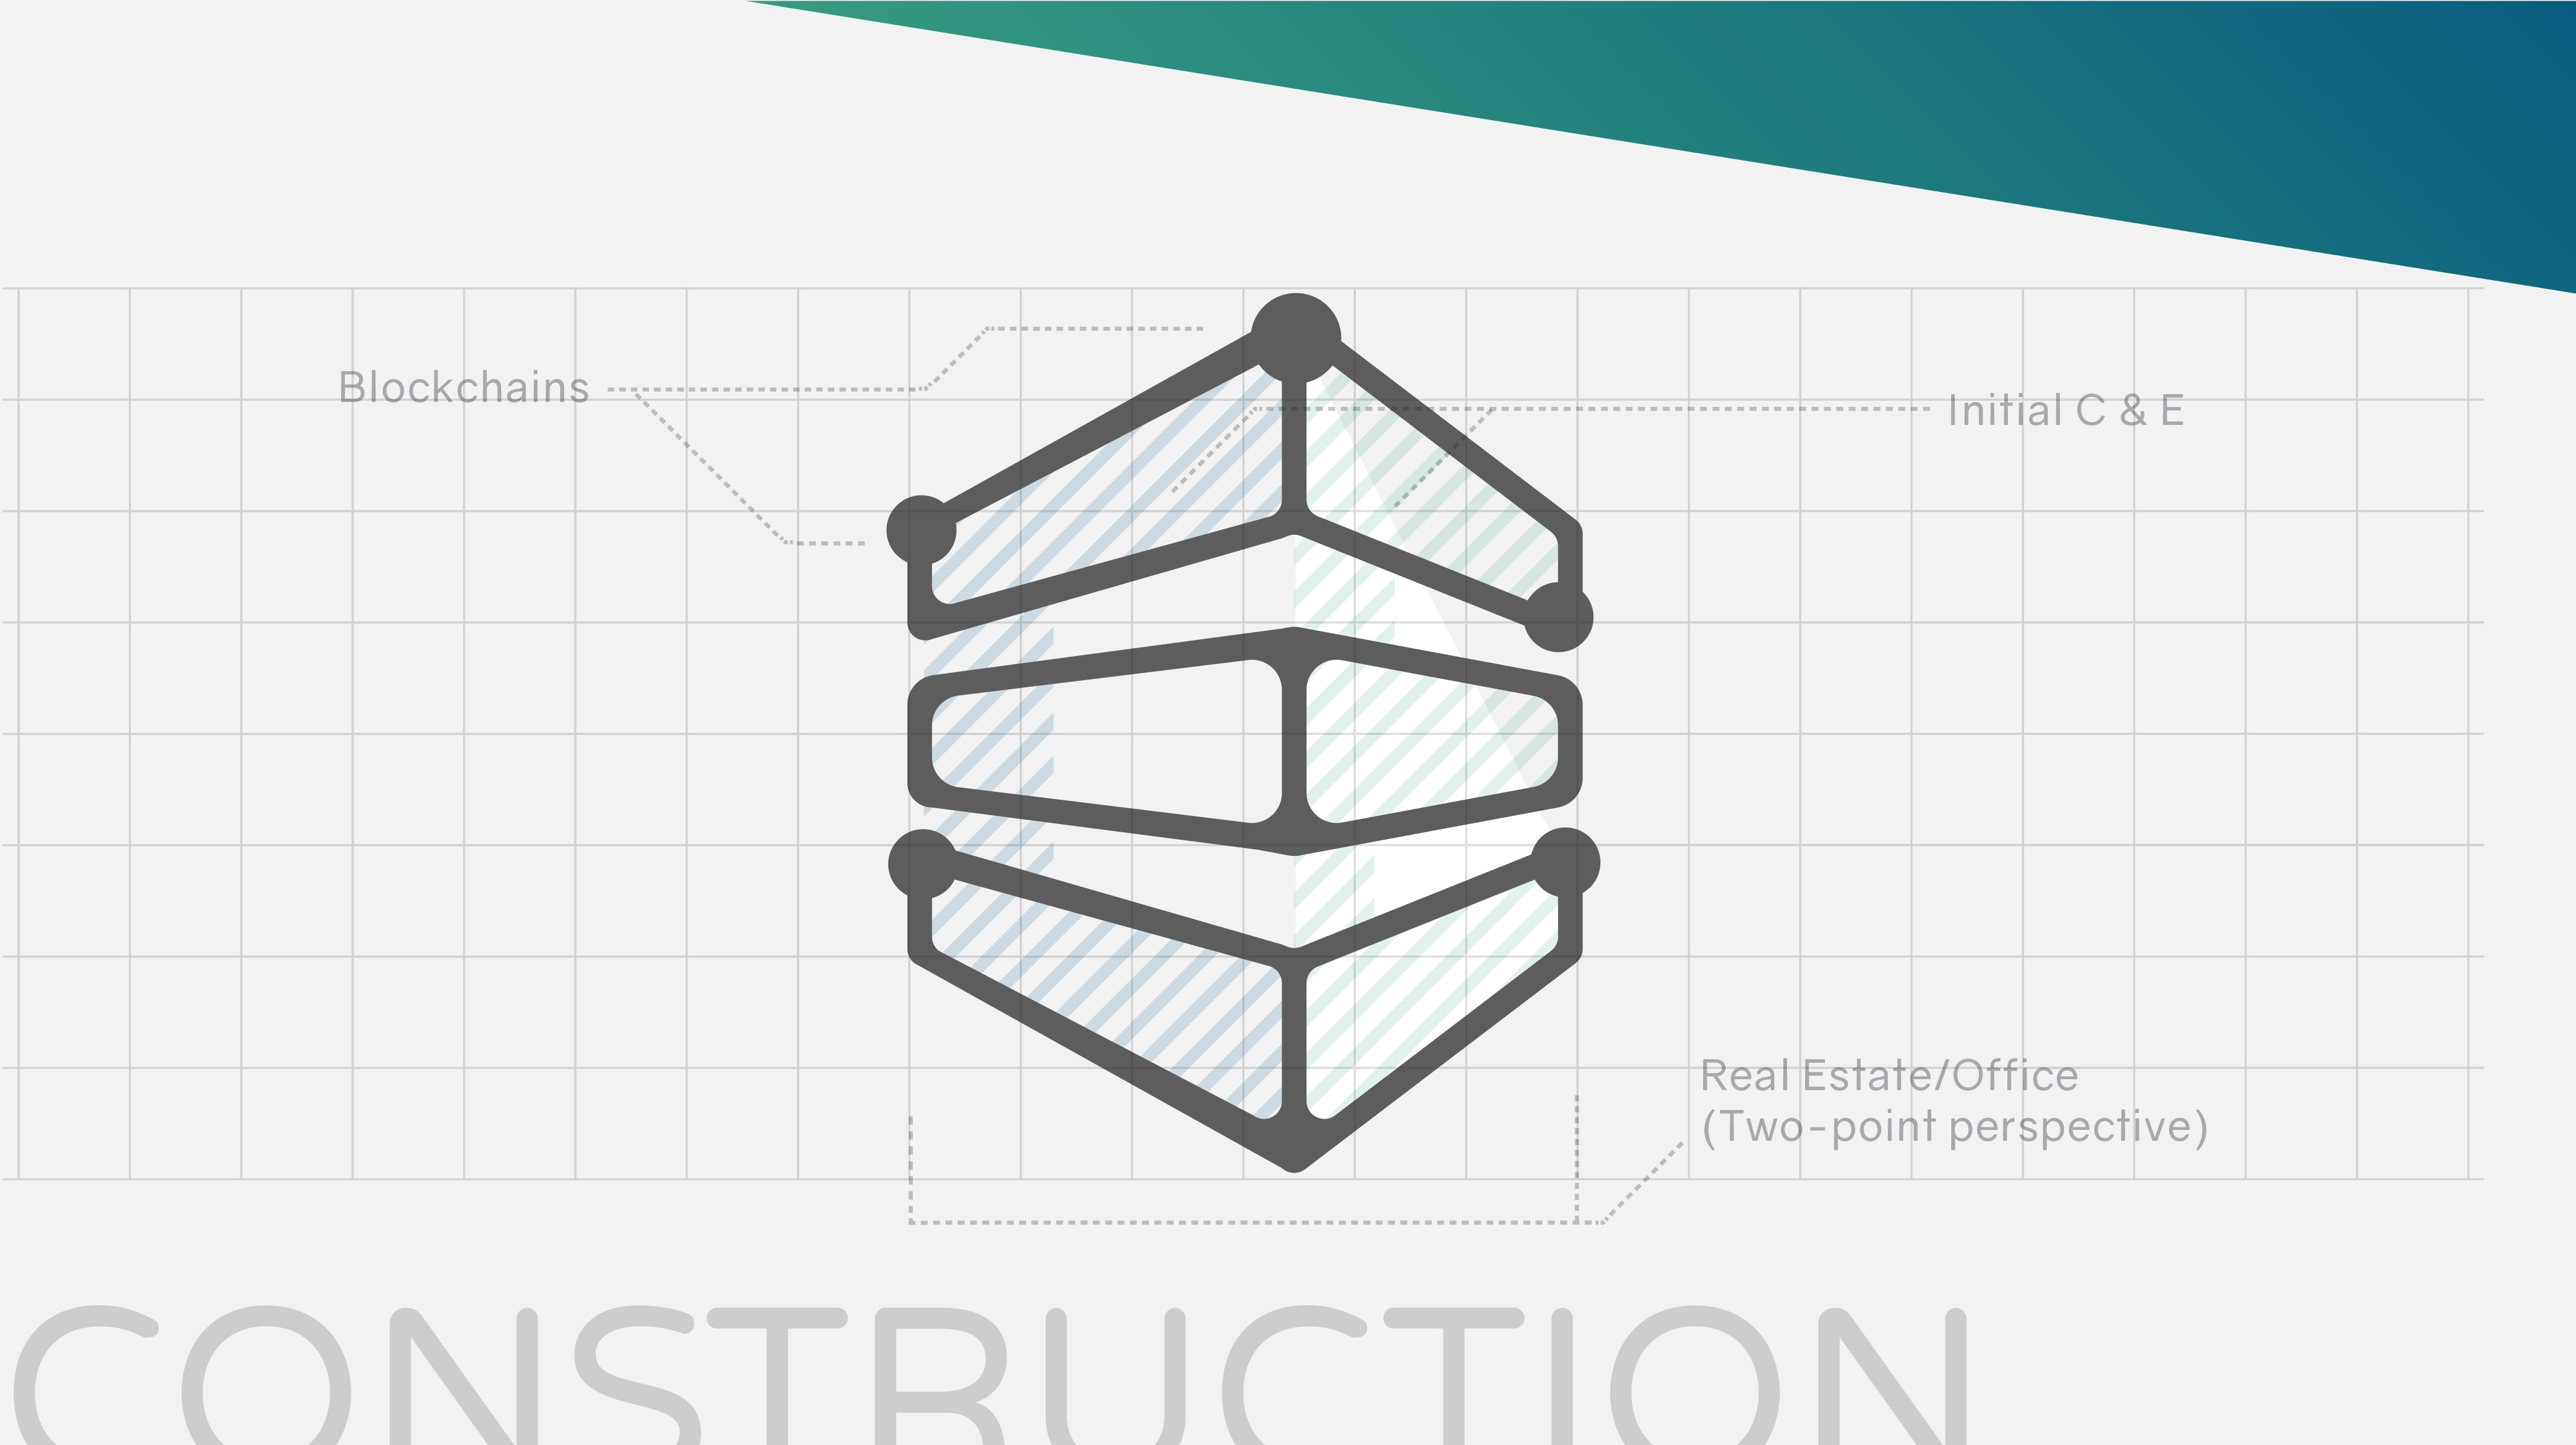 Blockchains
Initial C & E
Real Estate/Office
(Two-point perspective)
CONSTRUCTION